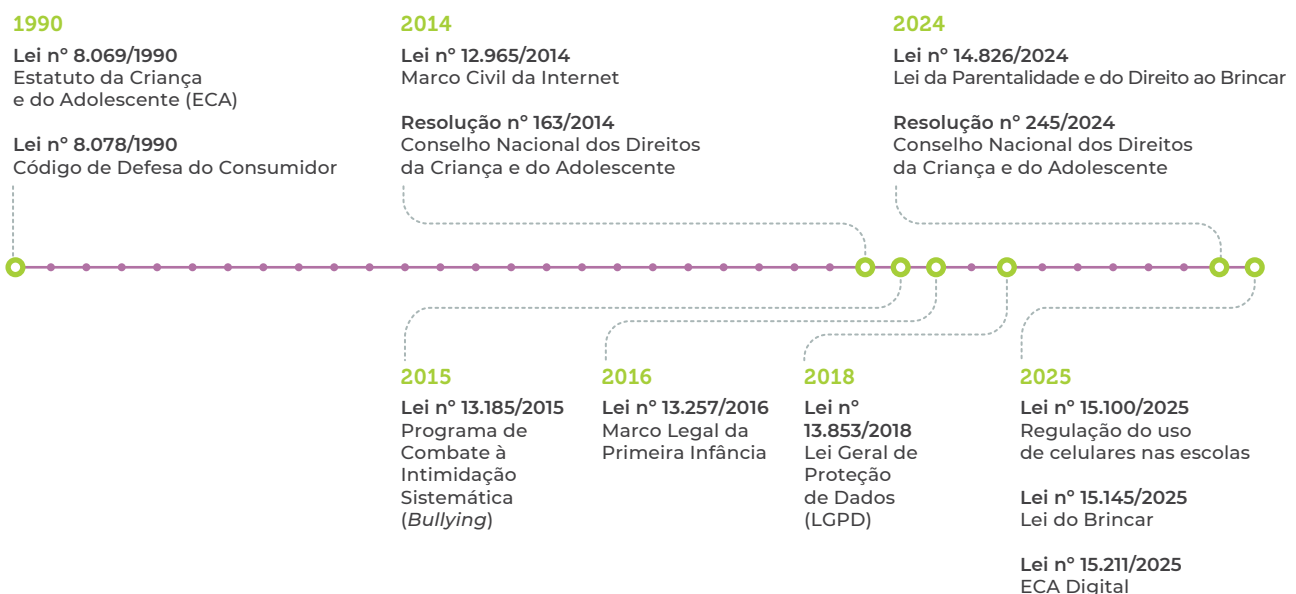 1990
Lei nº 8.069/1990
Estatuto da Criança
e do Adolescente (ECA)
Lei nº 8.078/1990
Código de Defesa do Consumidor
2014
Lei nº 12.965/2014
Marco Civil da Internet
Resolução nº 163/2014
Conselho Nacional dos Direitos
da Criança e do Adolescente
2024
Lei nº 14.826/2024
Lei da Parentalidade e do Direito ao Brincar
Resolução nº 245/2024
Conselho Nacional dos Direitos
da Criança e do Adolescente
2015
Lei nº 13.185/2015
Programa de
Combate à
Intimidação
Sistemática
(Bullying)
2016
Lei nº 13.257/2016
Marco Legal da
Primeira Infância
2018
Lei nº
13.853/2018
Lei Geral de
Proteção
de Dados
(LGPD)
2025
Lei nº 15.100/2025
Regulação do uso
de celulares nas escolas
Lei nº 15.145/2025
Lei do Brincar
Lei nº 15.211/2025
ECA Digital